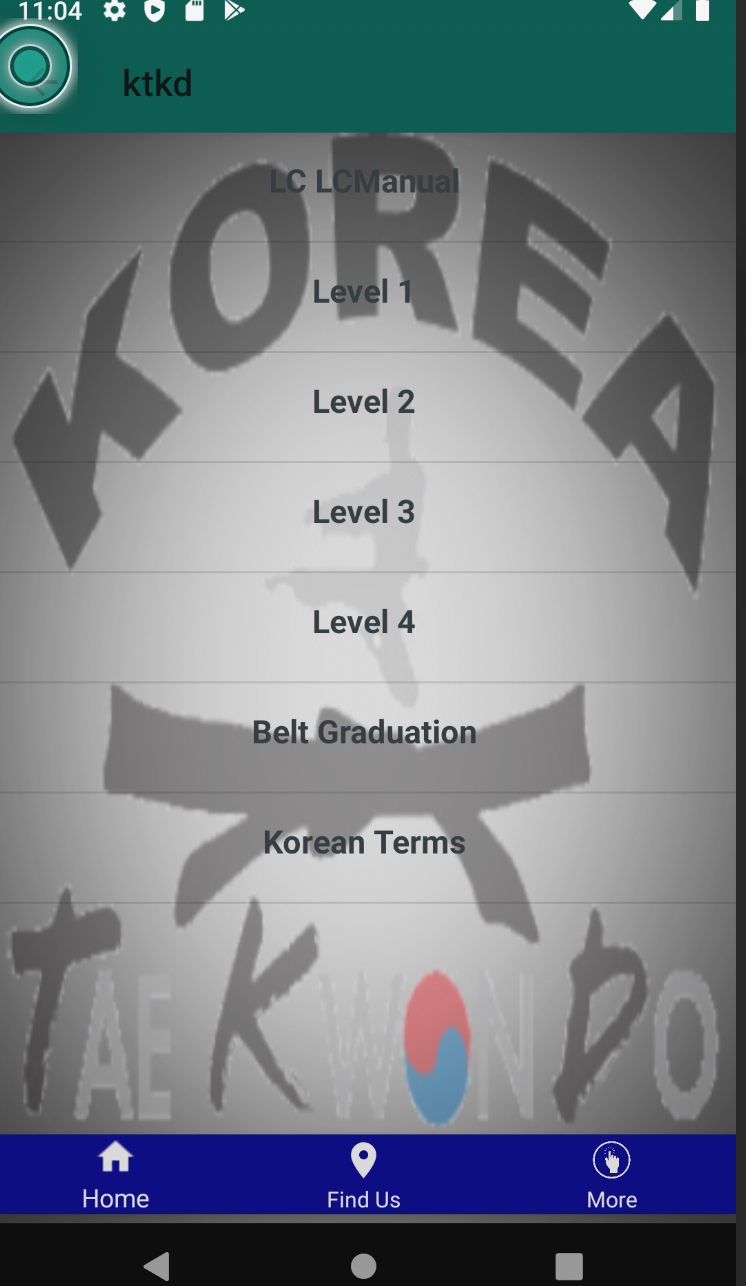 11:04
ktkd
KOREA
LC LCManual
Level 1
Level 2
Level 3
Level 4
Belt Graduation
Korean Terms
TAE KWON DO
Home
Find Us
More